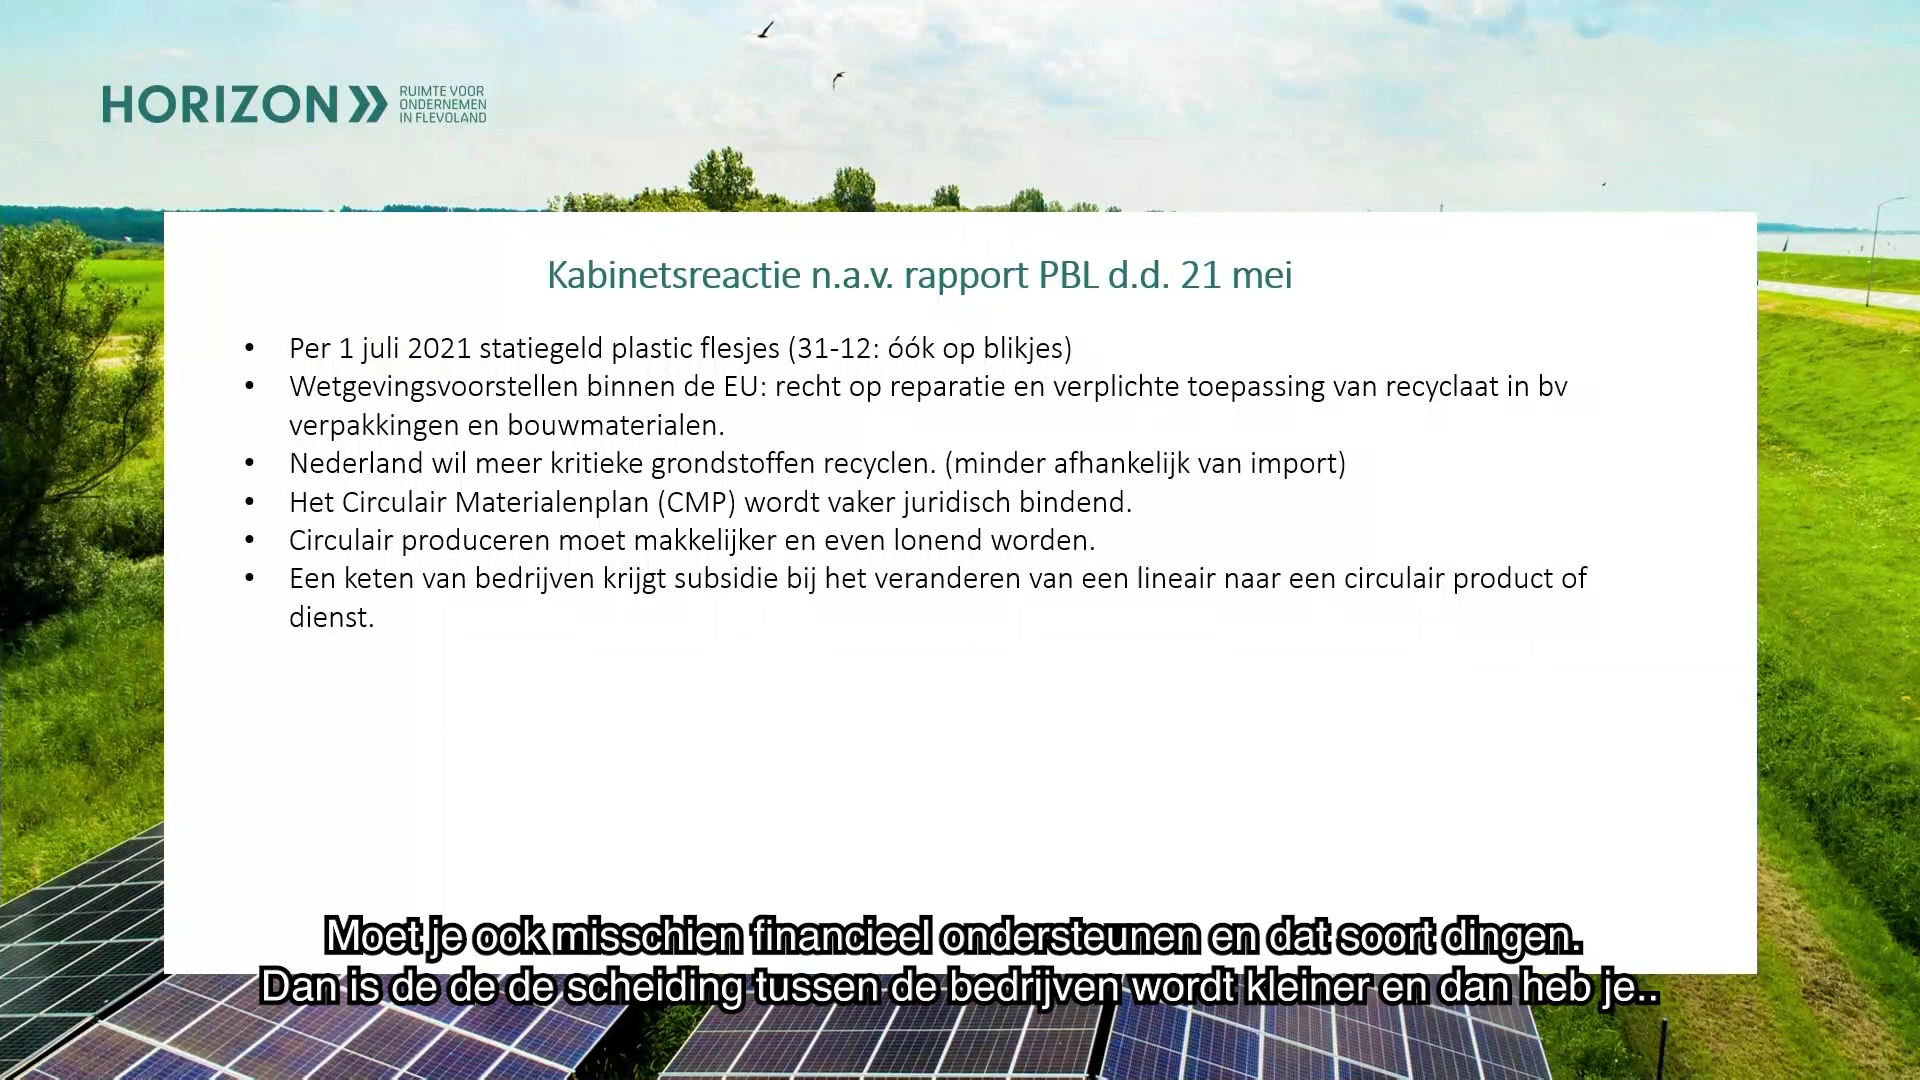 HORIZON
RUIMTE VOOR
ONDERNEMEN
IN FLEVOLAND
Kabinetsreactie n.a.v. rapport PBL d.d. 21 mei
• Per 1 juli 2021 statiegeld plastic flesjes (31-12: óók op blikjes)
• Wetgevingsvoorstellen binnen de EU: recht op reparatie en verplichte toepassing van recyclaat in bv
verpakkingen en bouwmaterialen.
• Nederland wil meer kritieke grondstoffen recyclen. (minder afhankelijk van import)
• Het Circulair Materialenplan (CMP) wordt vaker juridisch bindend.
• Circulair produceren moet makkelijker en even lonend worden.
• Een keten van bedrijven krijgt subsidie bij het veranderen van een lineair naar een circulair product of
dienst.
Moet je ook misschien financieel ondersteunen en dat soort dingen.
Dan is de de de scheiding tussen de bedrijven wordt kleiner en dan heb je..